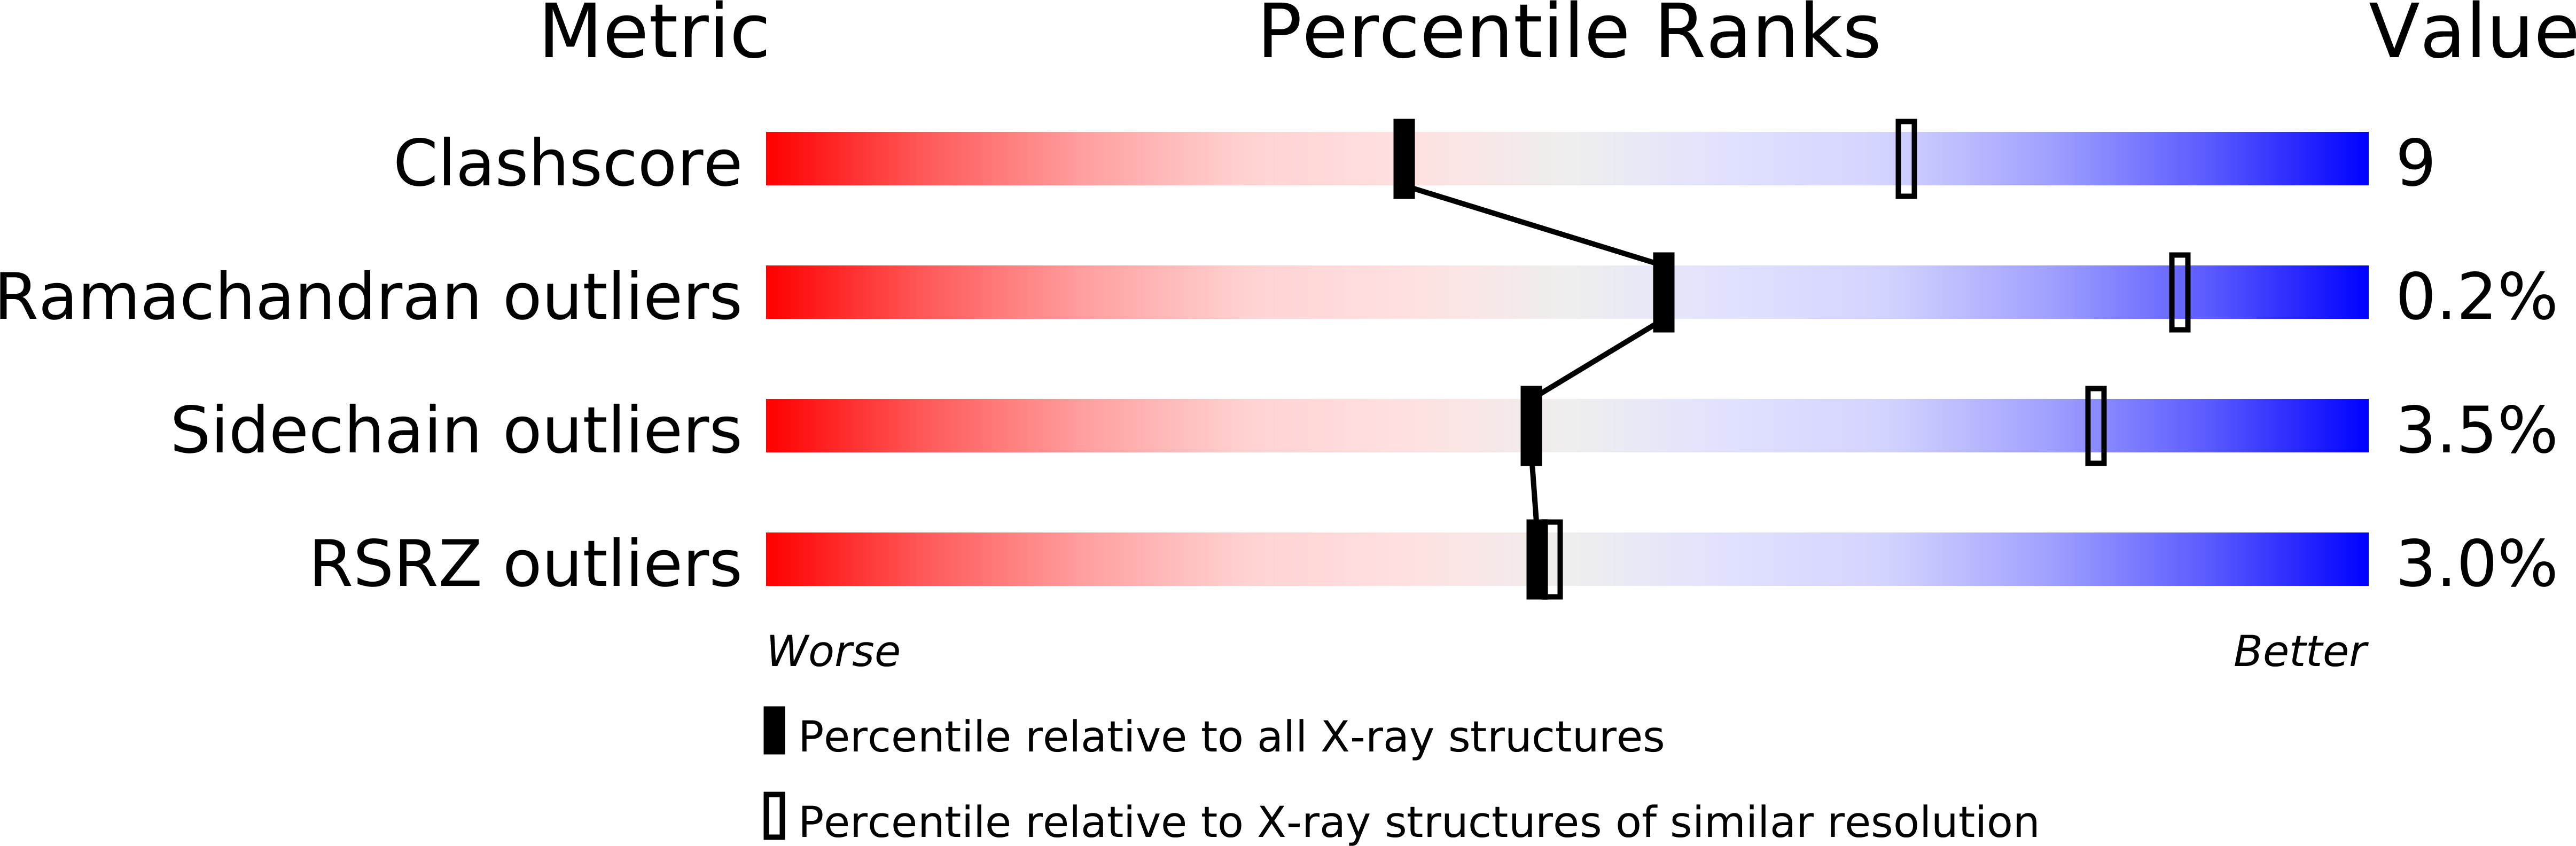 Metric Percentile Ranks Value
Clashscore 9
Ramachandran outliers 0.2%
Sidechain outliers 3.5%
RSRZ outliers 3.0%
Worse Better
Percentile relative to all X-ray structures
Percentile relative to X-ray structures of similar resolution